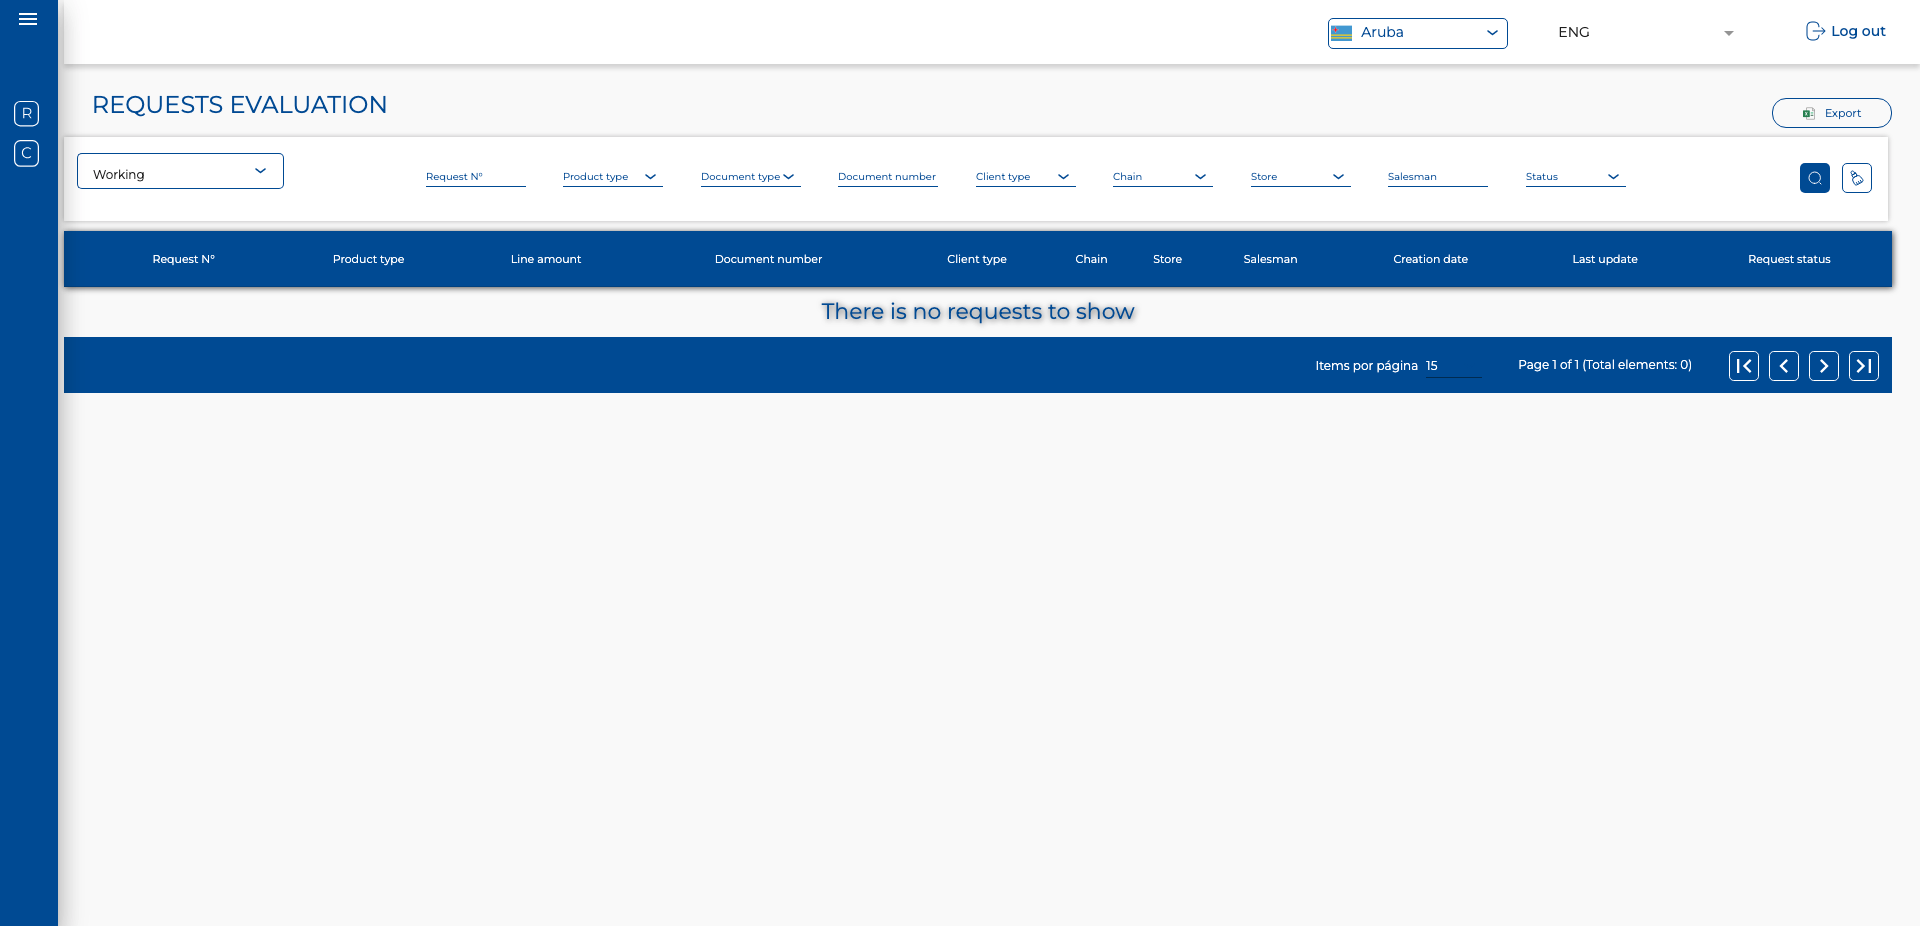 Aruba
ENG
Log out
R
C
REQUESTS EVALUATION
Export
Working
Request N°
Product type
Document type
Document number
Client type
Chain
Store
Salesman
Status
Request N° Product type Line amount Document number Client type Chain Store Salesman Creation date Last update Request status
There is no requests to show
Items por página 15 Page 1 of 1 (Total elements: 0)